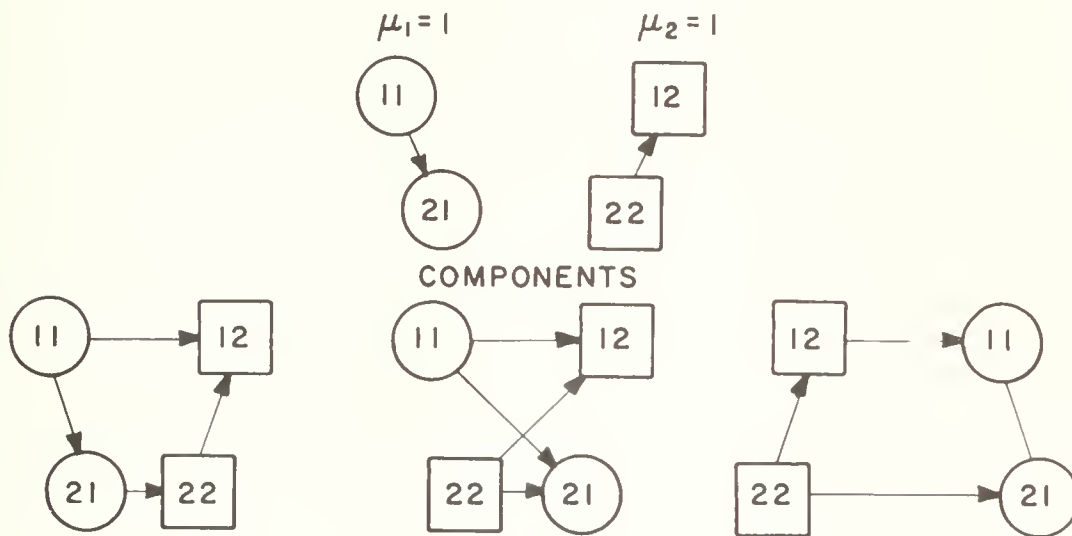 μ₁ = 1 μ₂ = 1
11 12
21 22
COMPONENTS
11 12 11 12 12 11
21 22 22 21 22 21